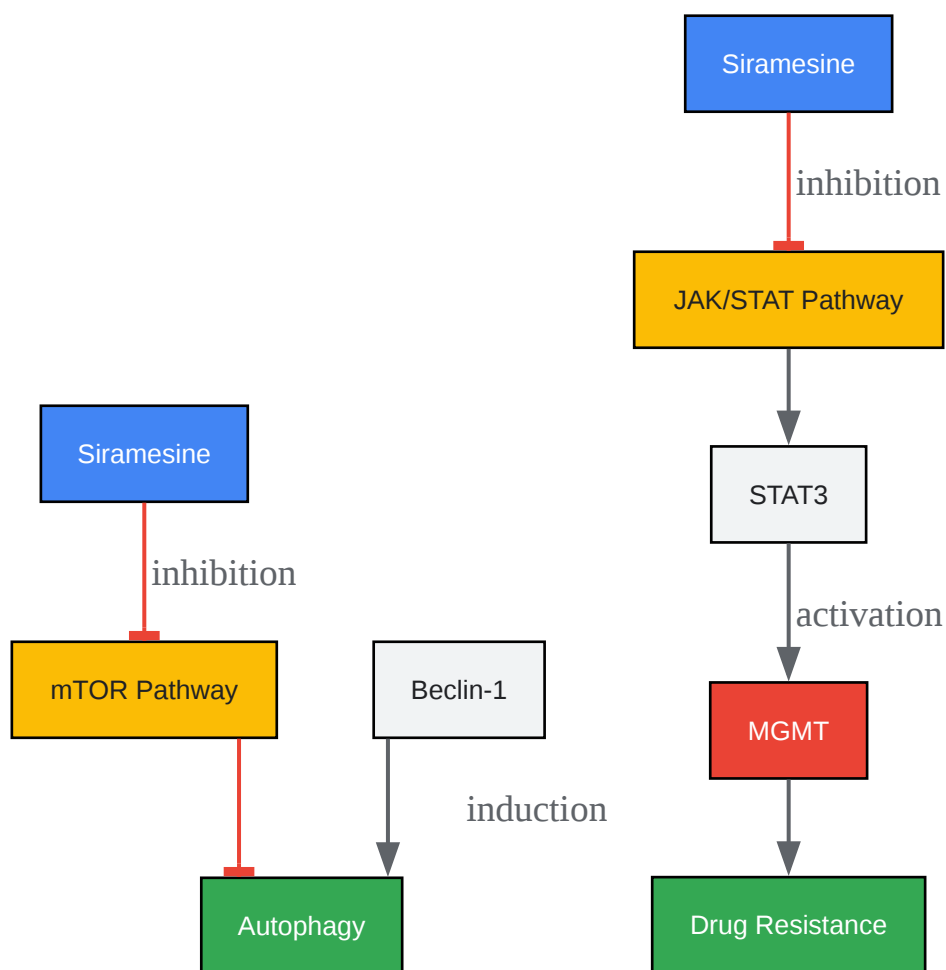 Siramesine
inhibition
JAK/STAT Pathway
Siramesine
STAT3
inhibition
activation
mTOR Pathway
Beclin-1
MGMT
induction
Autophagy
Drug Resistance